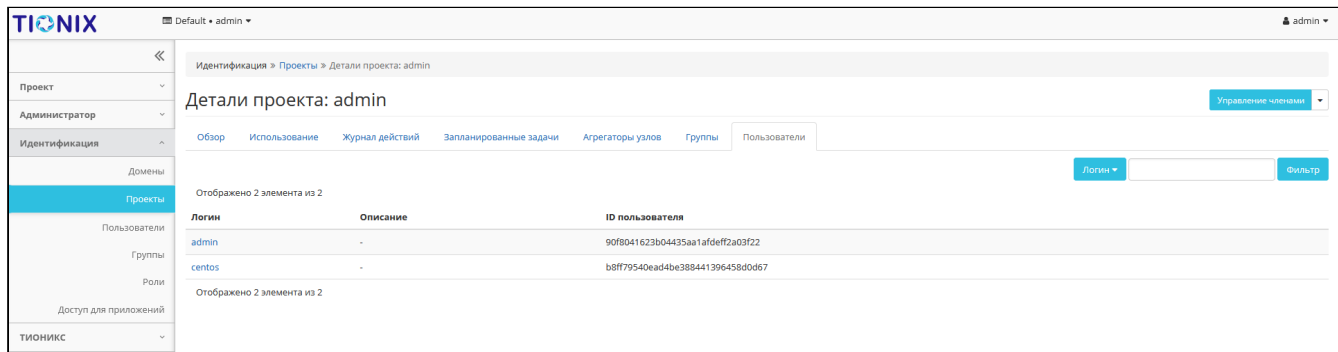 TIONIX
Default • admin
admin
Идентификация » Проекты » Детали проекта: admin
Проект
Детали проекта: admin
Управление членами
Администратор
Обзор Использование Журнал действий Запланированные задачи Агрегаторы узлов Группы Пользователи
Идентификация
Домены
Логин
Фильтр
Проекты
Отображено 2 элемента из 2
Логин Описание ID пользователя
Пользователи
admin - 90f8041623b04435aa1afdeff2a03f22
Группы
centos - b8ff79540ead4be388441396458d0d67
Роли
Отображено 2 элемента из 2
Доступ для приложений
ТИОНИКС